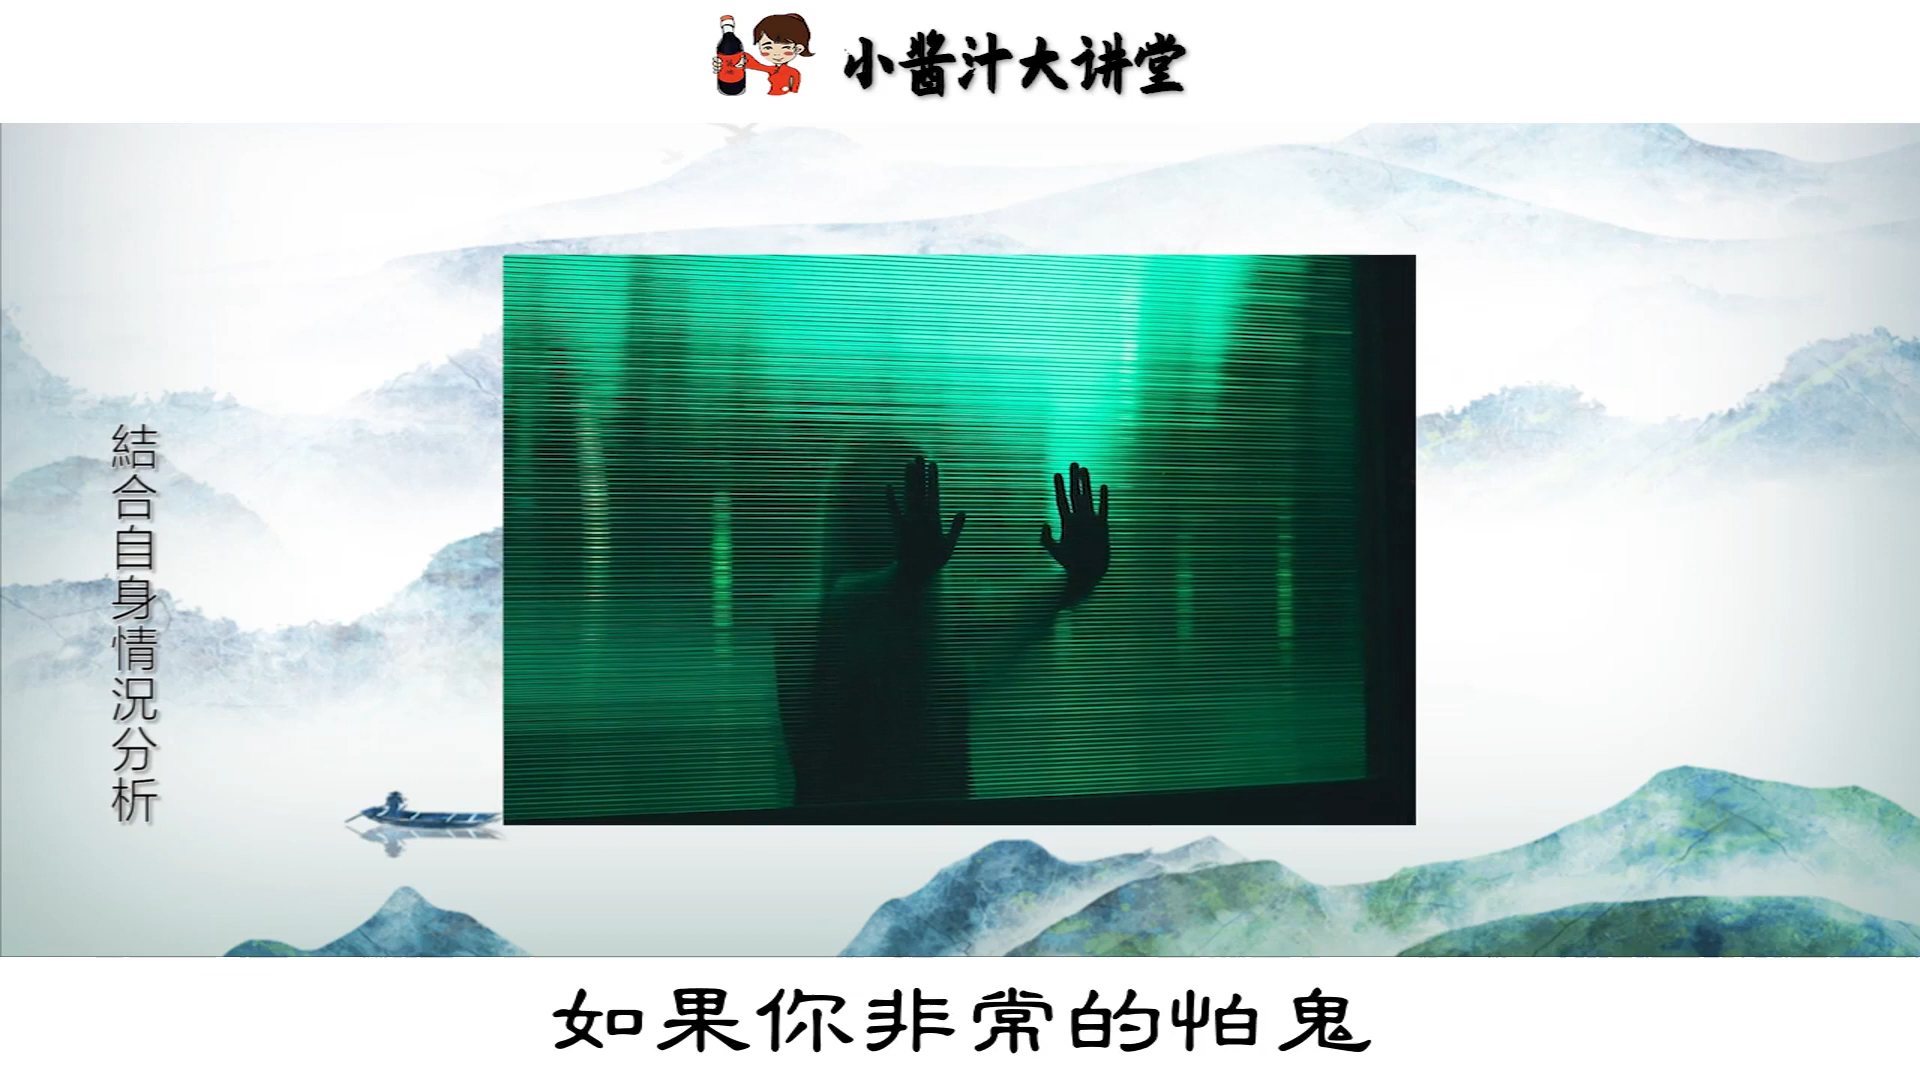 小酱汁大讲堂
結合自身情況分析
如果你非常的怕鬼